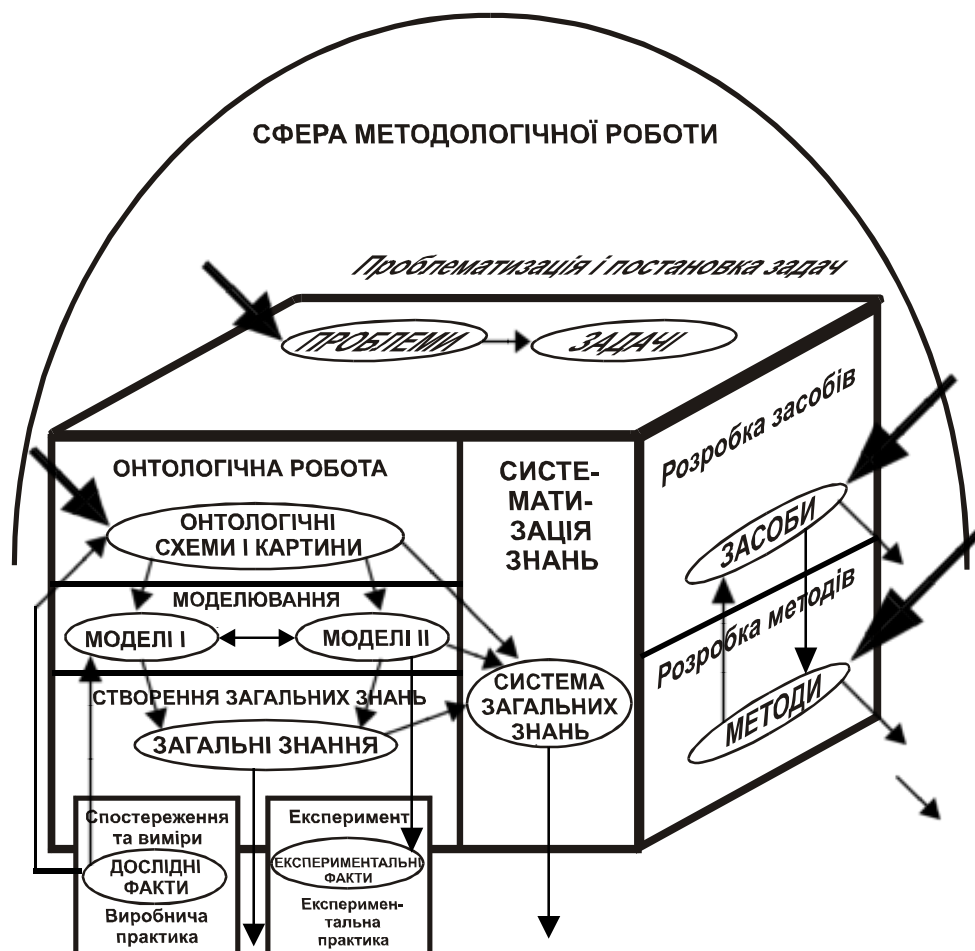 СФЕРА МЕТОДОЛОГІЧНОЇ РОБОТИ
Проблематизація і постановка задач
ПРОБЛЕМИ
ЗАДАЧІ
ОНТОЛОГІЧНА РОБОТА
ОНТОЛОГІЧНІ
СХЕМИ І КАРТИНИ
МОДЕЛЮВАННЯ
МОДЕЛІ І
МОДЕЛІ ІІ
СТВОРЕННЯ ЗАГАЛЬНИХ ЗНАНЬ
ЗАГАЛЬНІ ЗНАННЯ
СИСТЕ-
МАТИ-
ЗАЦІЯ
ЗНАНЬ
СИСТЕМА
ЗАГАЛЬНИХ
ЗНАНЬ
Розробка засобів
ЗАСОБИ
Розробка методів
МЕТОДИ
Спостереження
та виміри
ДОСЛІДНІ
ФАКТИ
Виробнича
практика
Експеримент
ЕКСПЕРИМЕНТАЛЬНІ
ФАКТИ
Експеримен-
тальна
практика